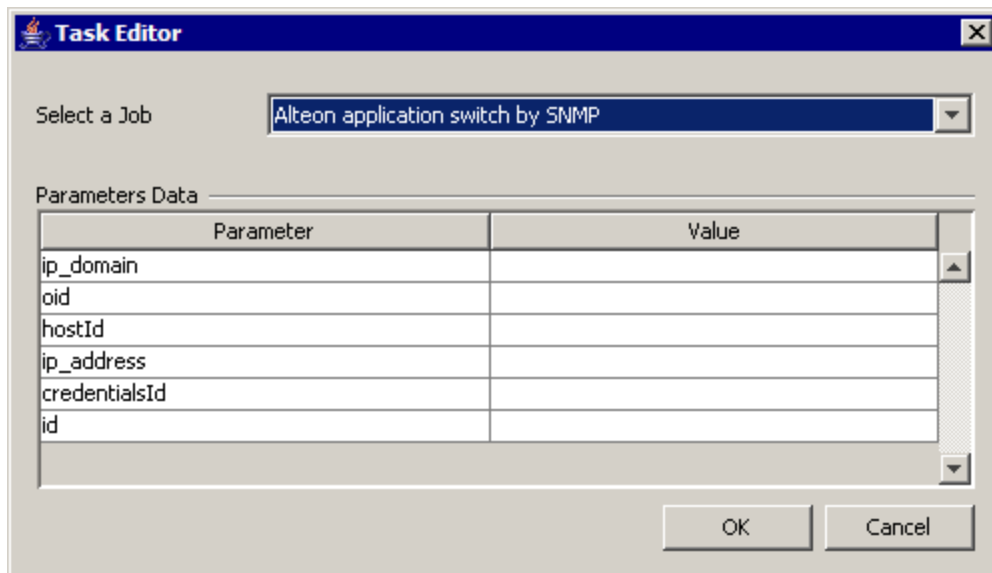 Task Editor
Select a Job
Alteon application switch by SNMP
Parameters Data
Parameter Value
ip_domain
oid
hostId
ip_address
credentialsId
id
OK Cancel